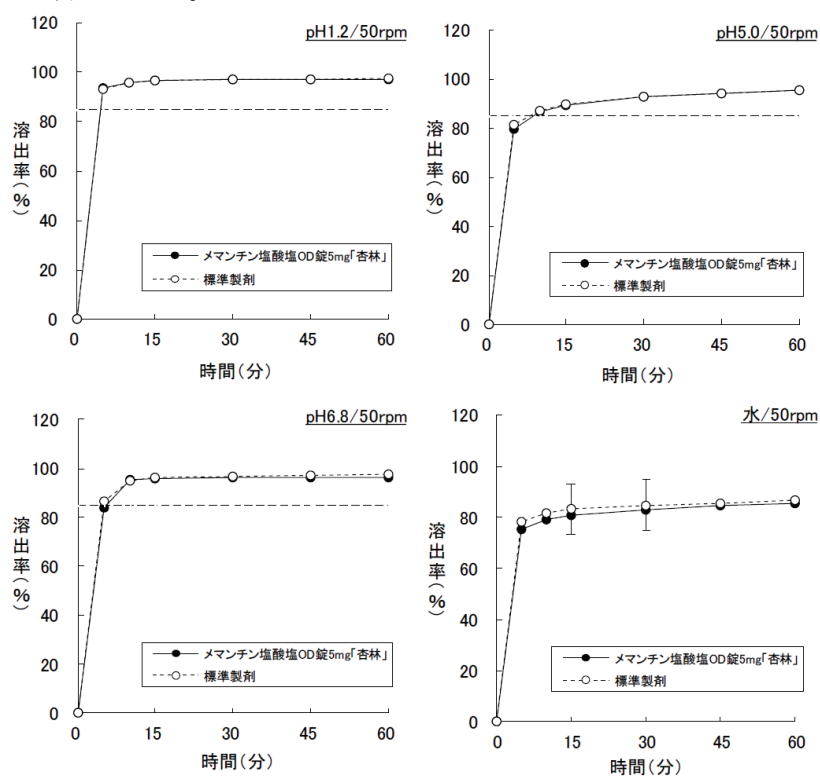 pH1.2/50rpm
120
100
80
60
40
20
0
溶出率(%)
0 15 30 45 60
時間(分)
メマンチン塩酸塩OD錠5mg「杏林」
標準製剤
pH5.0/50rpm
120
100
80
60
40
20
0
溶出率(%)
0 15 30 45 60
時間(分)
メマンチン塩酸塩OD錠5mg「杏林」
標準製剤
pH6.8/50rpm
120
100
80
60
40
20
0
溶出率(%)
0 15 30 45 60
時間(分)
メマンチン塩酸塩OD錠5mg「杏林」
標準製剤
水/50rpm
120
100
80
60
40
20
0
溶出率(%)
0 15 30 45 60
時間(分)
メマンチン塩酸塩OD錠5mg「杏林」
標準製剤